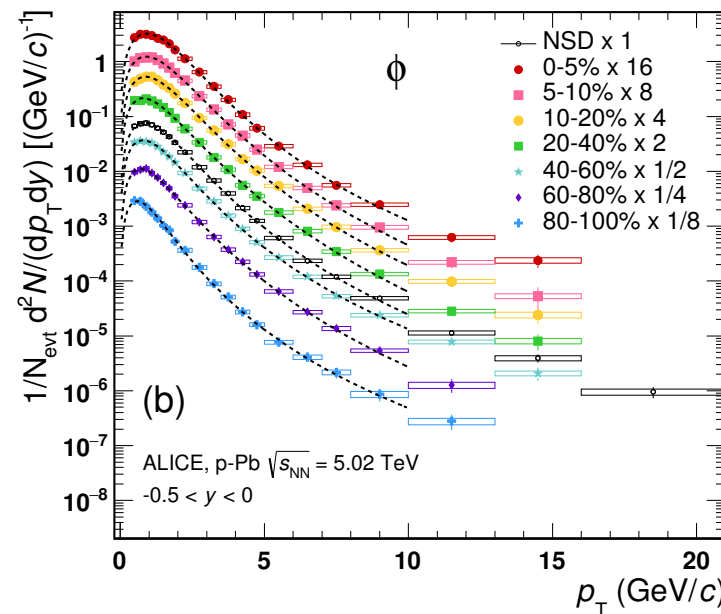 1/N_evt d²N/(dp_T dy) [(GeV/c)⁻¹]
1
10⁻¹
10⁻²
10⁻³
10⁻⁴
10⁻⁵
10⁻⁶
10⁻⁷
10⁻⁸
ϕ
NSD x 1
0-5% x 16
5-10% x 8
10-20% x 4
20-40% x 2
40-60% x 1/2
60-80% x 1/4
80-100% x 1/8
(b)
ALICE, p-Pb √s_NN = 5.02 TeV
-0.5 < y < 0
0 5 10 15 20
p_T (GeV/c)